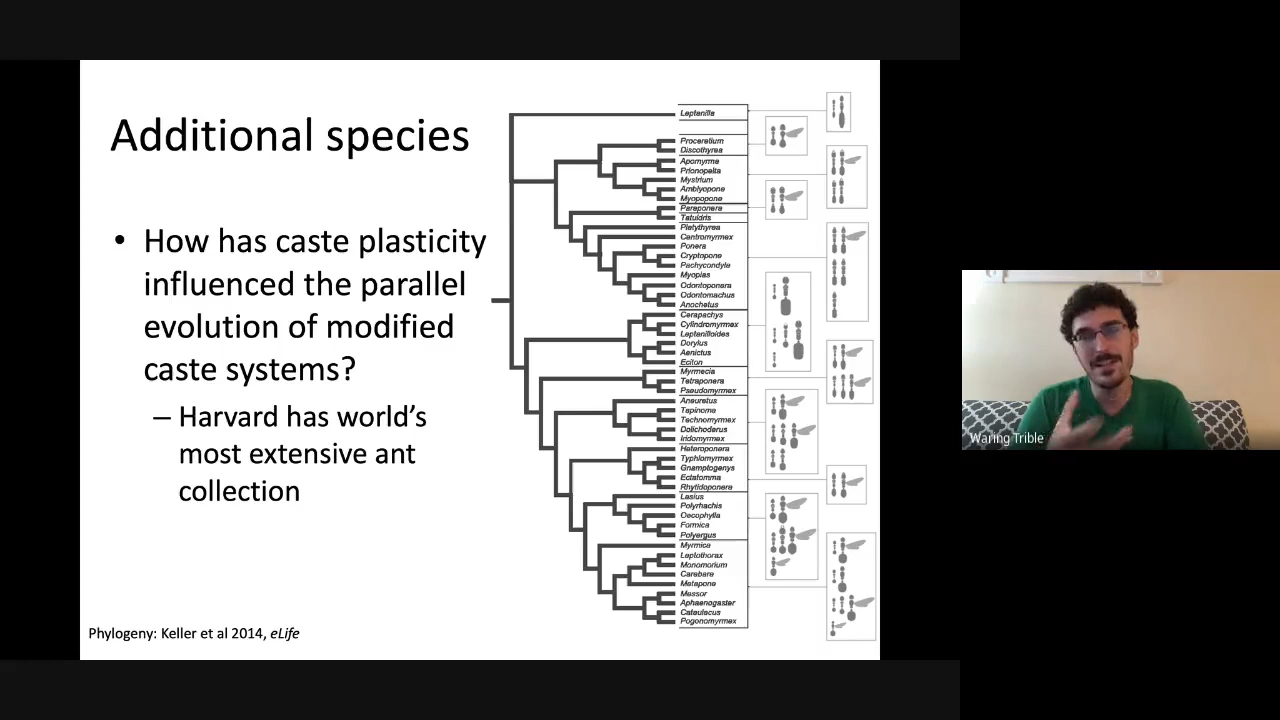 Additional species
• How has caste plasticity
influenced the parallel
evolution of modified
caste systems?
– Harvard has world's
most extensive ant
collection
Phylogeny: Keller et al 2014, eLife
Leptanilla
Proceratium
Discothyrea
Apomyrma
Prionopelta
Mystrium
Amblyopone
Myopopone
Paraponera
Tatuidris
Platythyrea
Centromyrmex
Ponera
Cryptopone
Pachycondyla
Myopias
Odontoponera
Odontomachus
Anochetus
Cerapachys
Cylindromyrmex
Leptanilloides
Dorylus
Aenictus
Eciton
Myrmecia
Tetraponera
Pseudomyrmex
Aneuretus
Tapinoma
Technomyrmex
Dolichoderus
Iridomyrmex
Heteroponera
Typhlomyrmex
Gnamptogenys
Ectatomma
Rhytidoponera
Lasius
Polyrhachis
Oecophylla
Formica
Polyergus
Myrmica
Leptothorax
Monomorium
Carebara
Metapone
Messor
Aphaenogaster
Cataulacus
Pogonomyrmex
Waring Trible